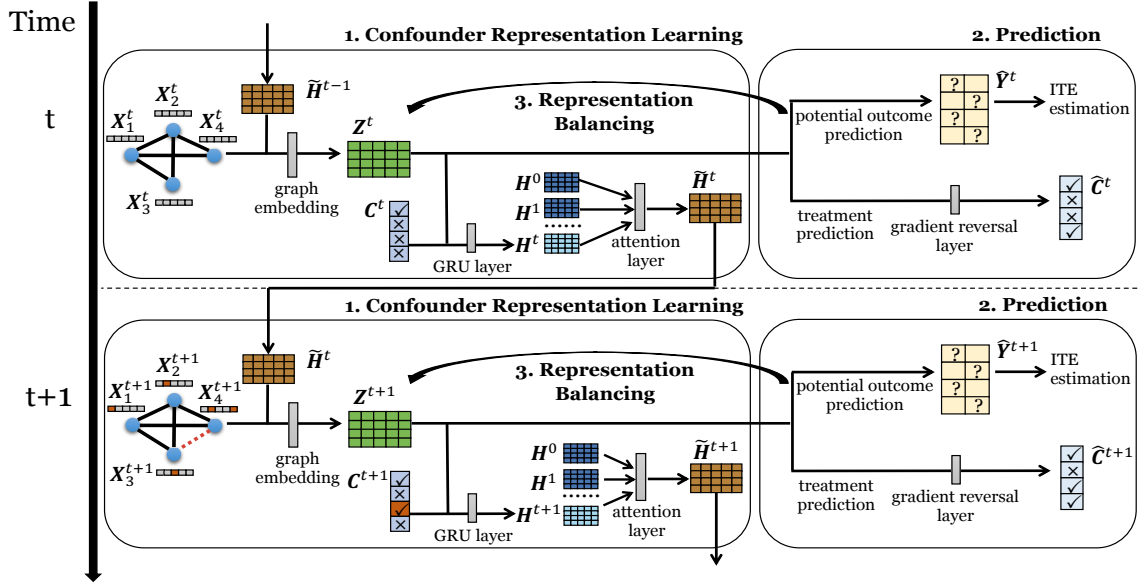 Time
t
1. Confounder Representation Learning
2. Prediction
X_1^t
X_2^t
X_4^t
X_3^t
H̃^{t−1}
graph
embedding
Z^t
3. Representation
Balancing
C^t
✓
×
×
×
GRU layer
H^0
H^1
......
H^t
attention
layer
H̃^t
potential outcome
prediction
?
?
?
?
Ŷ^t
ITE
estimation
treatment
prediction
gradient reversal
layer
✓
×
×
✓
Ĉ^t
t+1
1. Confounder Representation Learning
2. Prediction
X_1^{t+1}
X_2^{t+1}
X_4^{t+1}
X_3^{t+1}
H̃^t
graph
embedding
Z^{t+1}
3. Representation
Balancing
C^{t+1}
✓
×
✓
×
GRU layer
H^0
H^1
......
H^{t+1}
attention
layer
H̃^{t+1}
potential outcome
prediction
?
?
?
?
Ŷ^{t+1}
ITE
estimation
treatment
prediction
gradient reversal
layer
✓
×
✓
✓
Ĉ^{t+1}